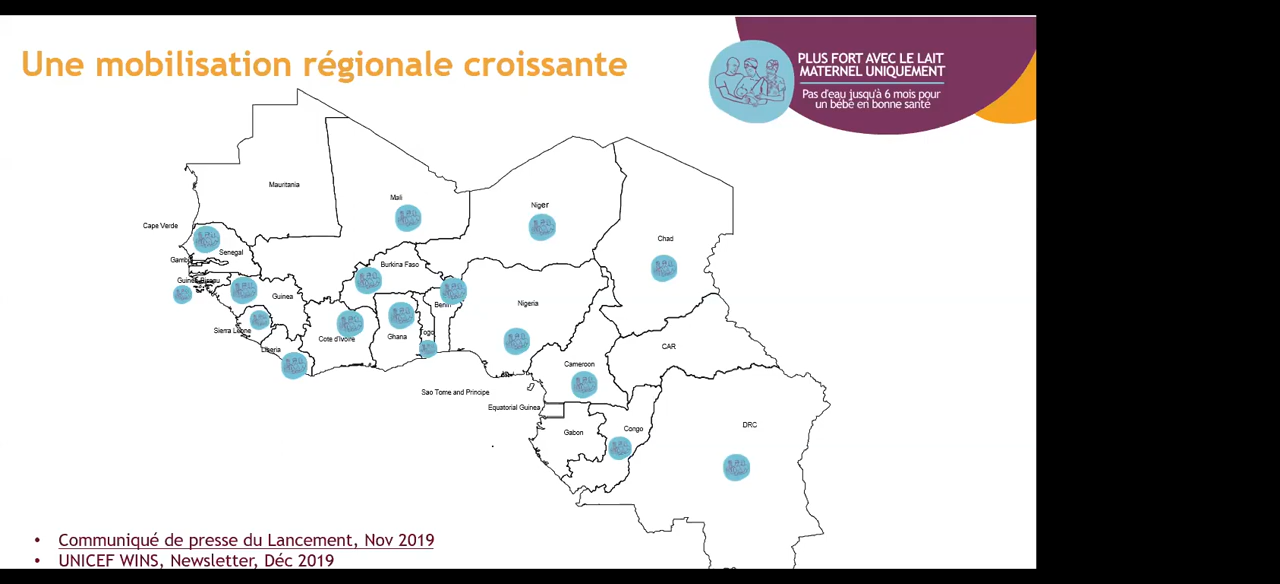 Une mobilisation régionale croissante
PLUS FORT AVEC LE LAIT
MATERNEL UNIQUEMENT
Pas d'eau jusqu'à 6 mois pour
un bébé en bonne santé
Mauritania
Mali
Niger
Cape Verde
Chad
Senegal
Burkina Faso
Guinea
Benin
Nigeria
Sierra Leone
Cote d'Ivoire
Ghana
Togo
Liberia
CAR
Cameroon
Sao Tome and Principe
Equatorial Guinea
Gabon
Congo
DRC
• Communiqué de presse du Lancement, Nov 2019
• UNICEF WINS, Newsletter, Déc 2019